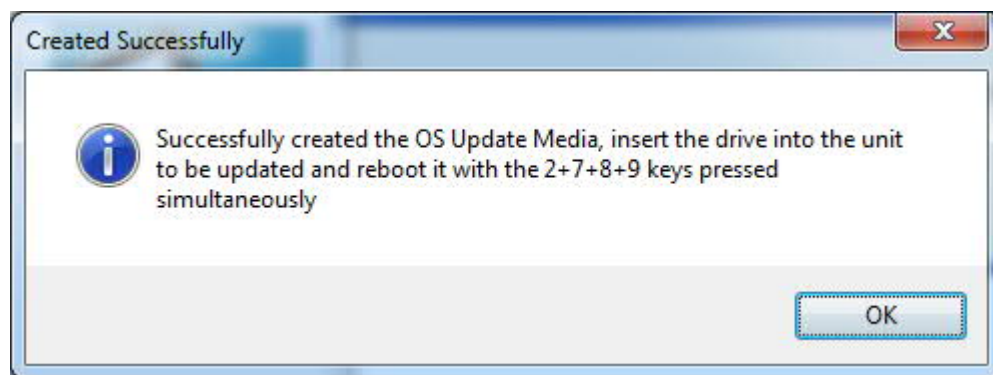 Created Successfully
Successfully created the OS Update Media, insert the drive into the unit
to be updated and reboot it with the 2+7+8+9 keys pressed
simultaneously
OK